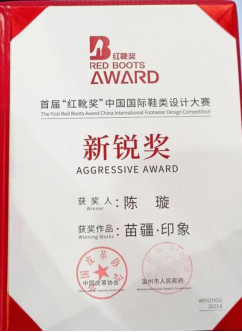 红靴奖
RED BOOTS
AWARD
首届“红靴奖”中国国际鞋类设计大赛
The First Red Boots Award China International Footwear Design Competition
新锐奖
AGGRESSIVE AWARD
获奖人：陈 璇
Winner
获奖作品：苗疆·印象
Winning Works
中国皮革协会
温州市人民政府
WENZHOU